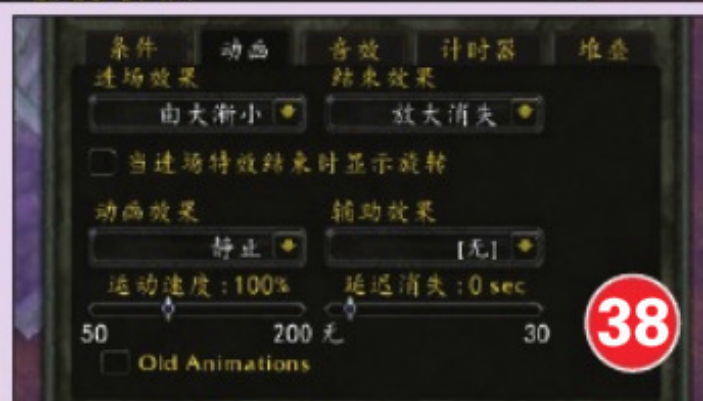 条件 动画 音效 计时器 堆叠
进场效果 结束效果
由大渐小 放大消失
当进场特效结束时显示旋转
动画效果 辅助效果
静止 [无]
运动速度:100% 延迟消失:0 sec
50 200 无 30
38
Old Animations